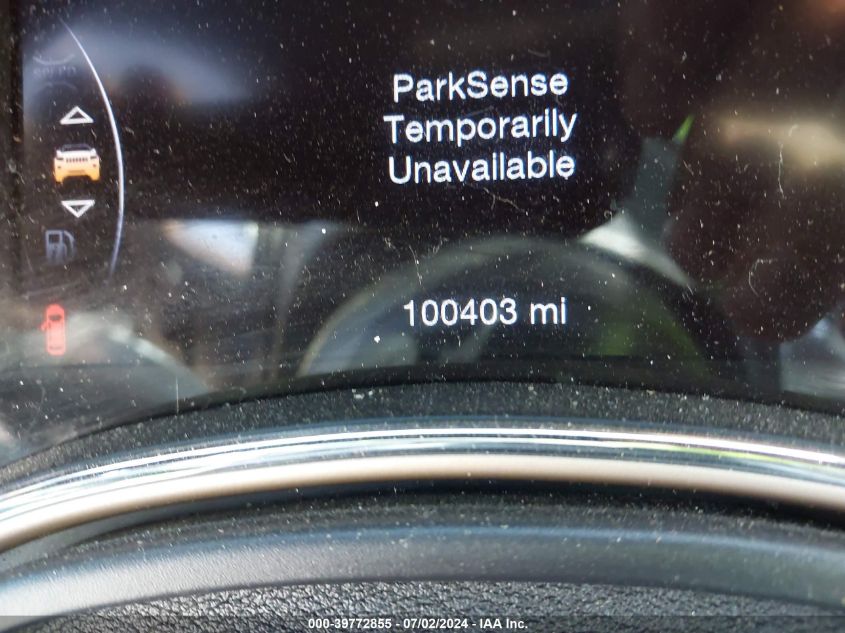 ParkSense
Temporarily
Unavailable
100403 mi
000-39772855 - 07/02/2024 - IAA Inc.